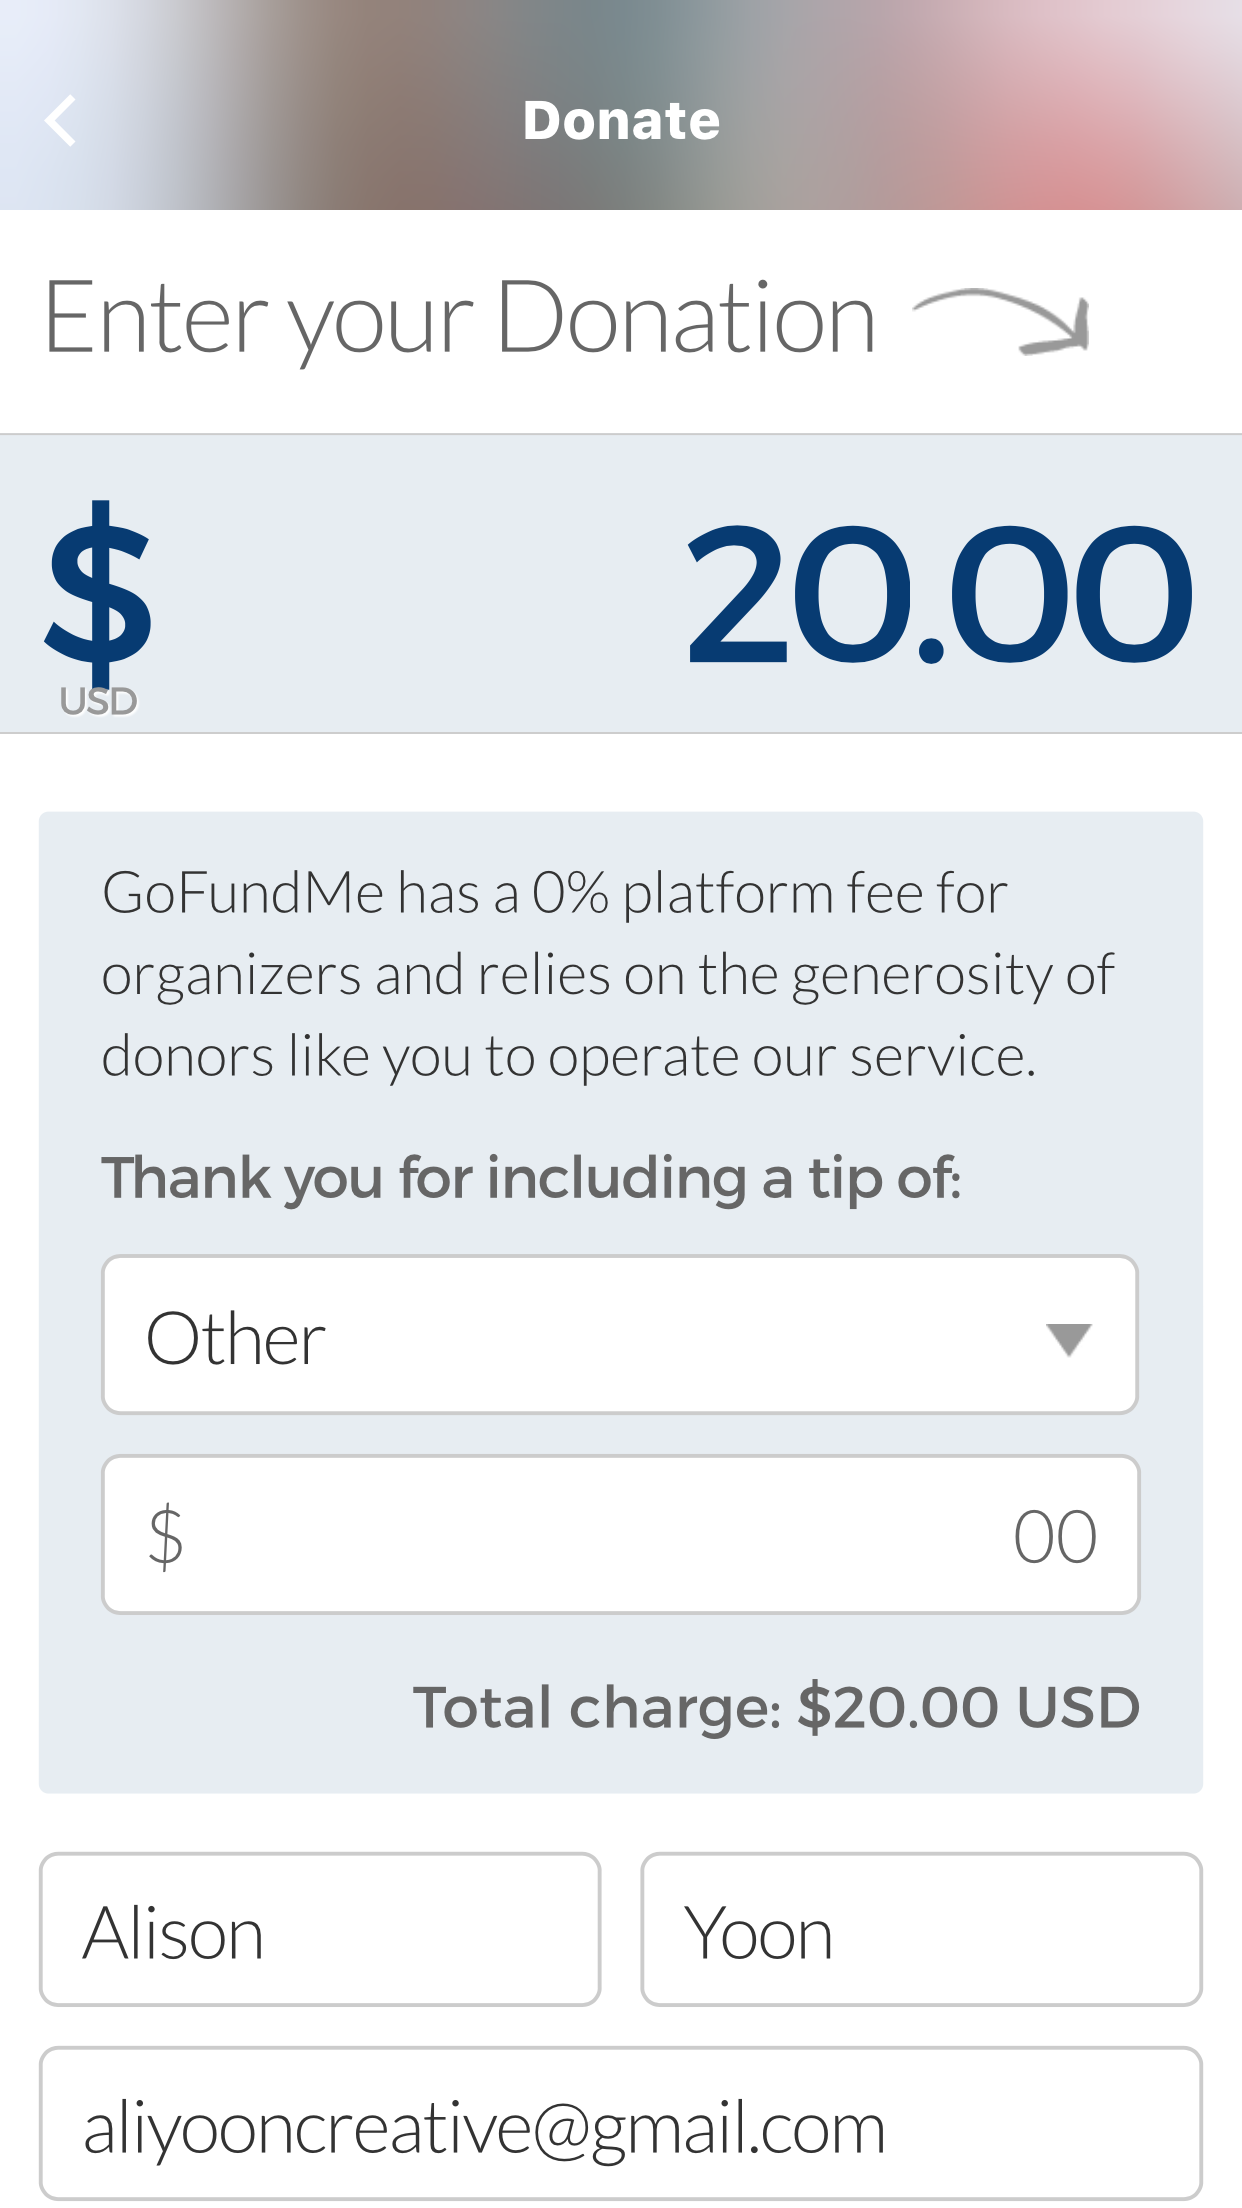 Donate
Enter your Donation
$ 20.00
USD
GoFundMe has a 0% platform fee for
organizers and relies on the generosity of
donors like you to operate our service.
Thank you for including a tip of:
Other
$ 00
Total charge: $20.00 USD
Alison Yoon
aliyooncreative@gmail.com